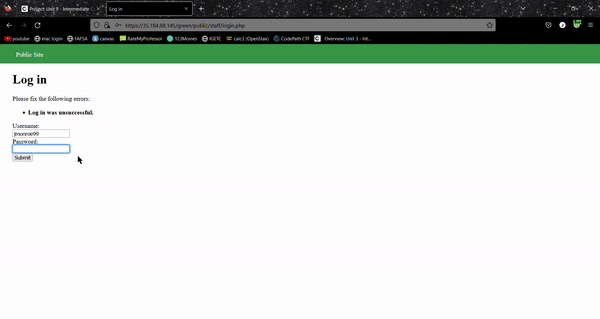 Project Unit 9 - Intermediate
Log in
https://35.184.88.145/green/public/staff/login.php
youtube elac login FAFSA canvas RateMyProfessor 123Movies IGETC calc3 (OpenStax) CodePath CTF Overview: Unit 3 - Int...
Public Site
Log in
Please fix the following errors:
• Log in was unsuccessful.
Username:
jmonroe99
Password:
Submit